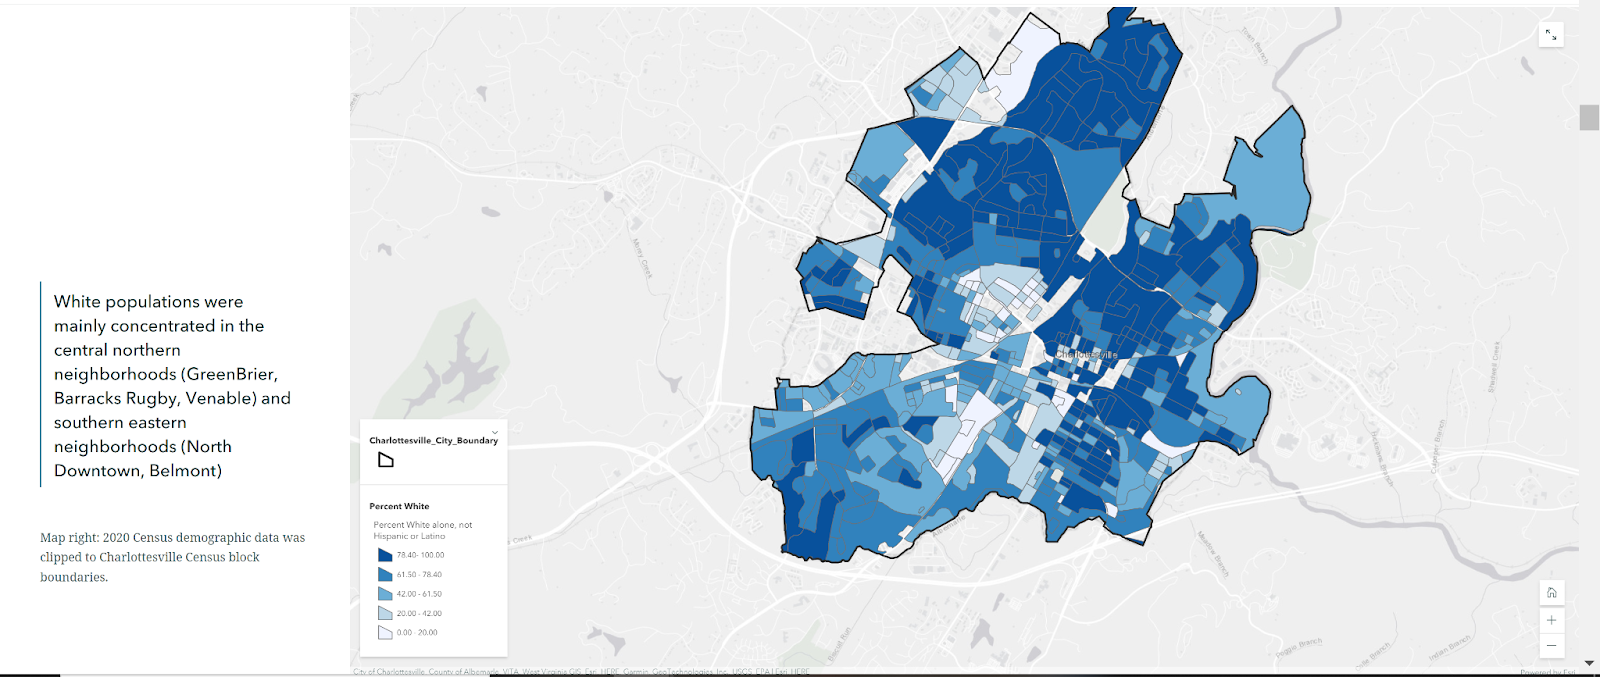 White populations were
mainly concentrated in the
central northern
neighborhoods (GreenBrier,
Barracks Rugby, Venable) and
southern eastern
neighborhoods (North
Downtown, Belmont)
Map right: 2020 Census demographic data was
clipped to Charlottesville Census block
boundaries.
Charlottesville
Charlottesville_City_Boundary
Percent White
Percent White alone, not
Hispanic or Latino
78.40- 100.00
61.50 - 78.40
42.00 - 61.50
20.00 - 42.00
0.00 - 20.00
City of Charlottesville, County of Albemarle, VITA, West Virginia GIS, Esri, HERE, Garmin, GeoTechnologies, Inc., USGS, EPA | Esri, HERE
Powered by Esri